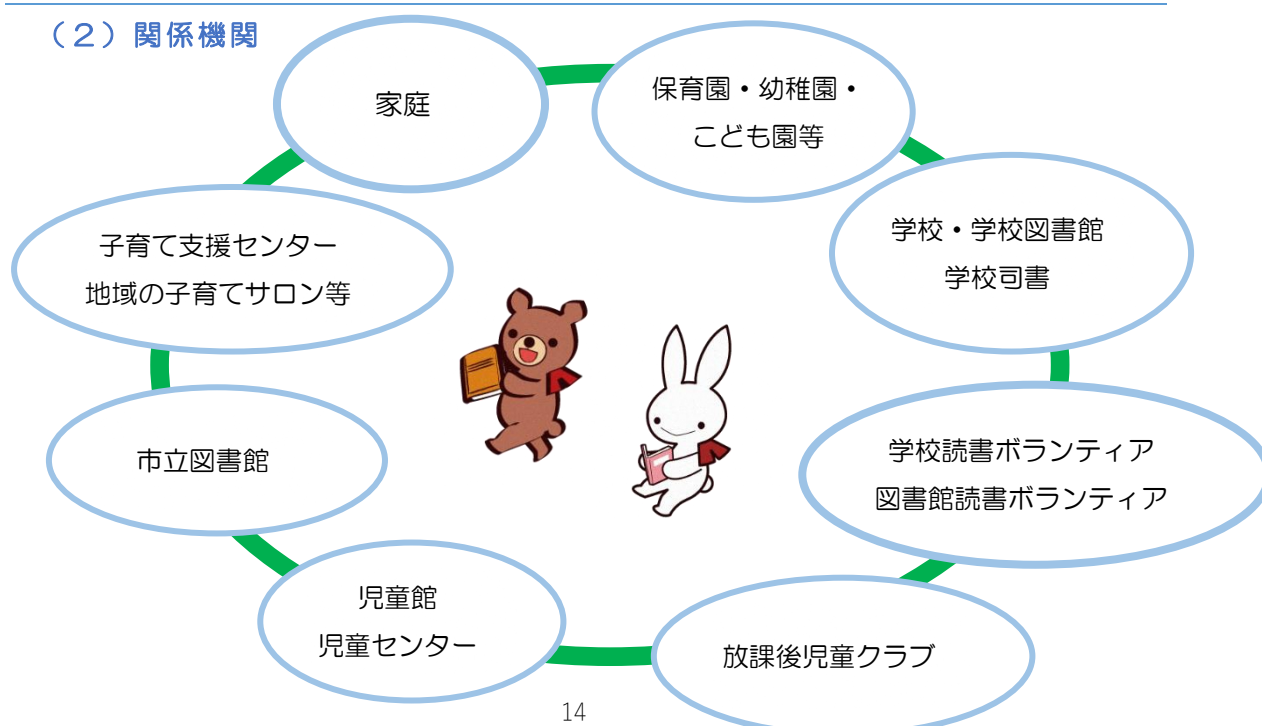 （２）関係機関
家庭
保育園・幼稚園・
こども園等
学校・学校図書館
学校司書
子育て支援センター
地域の子育てサロン等
市立図書館
学校読書ボランティア
図書館読書ボランティア
児童館
児童センター
放課後児童クラブ
14